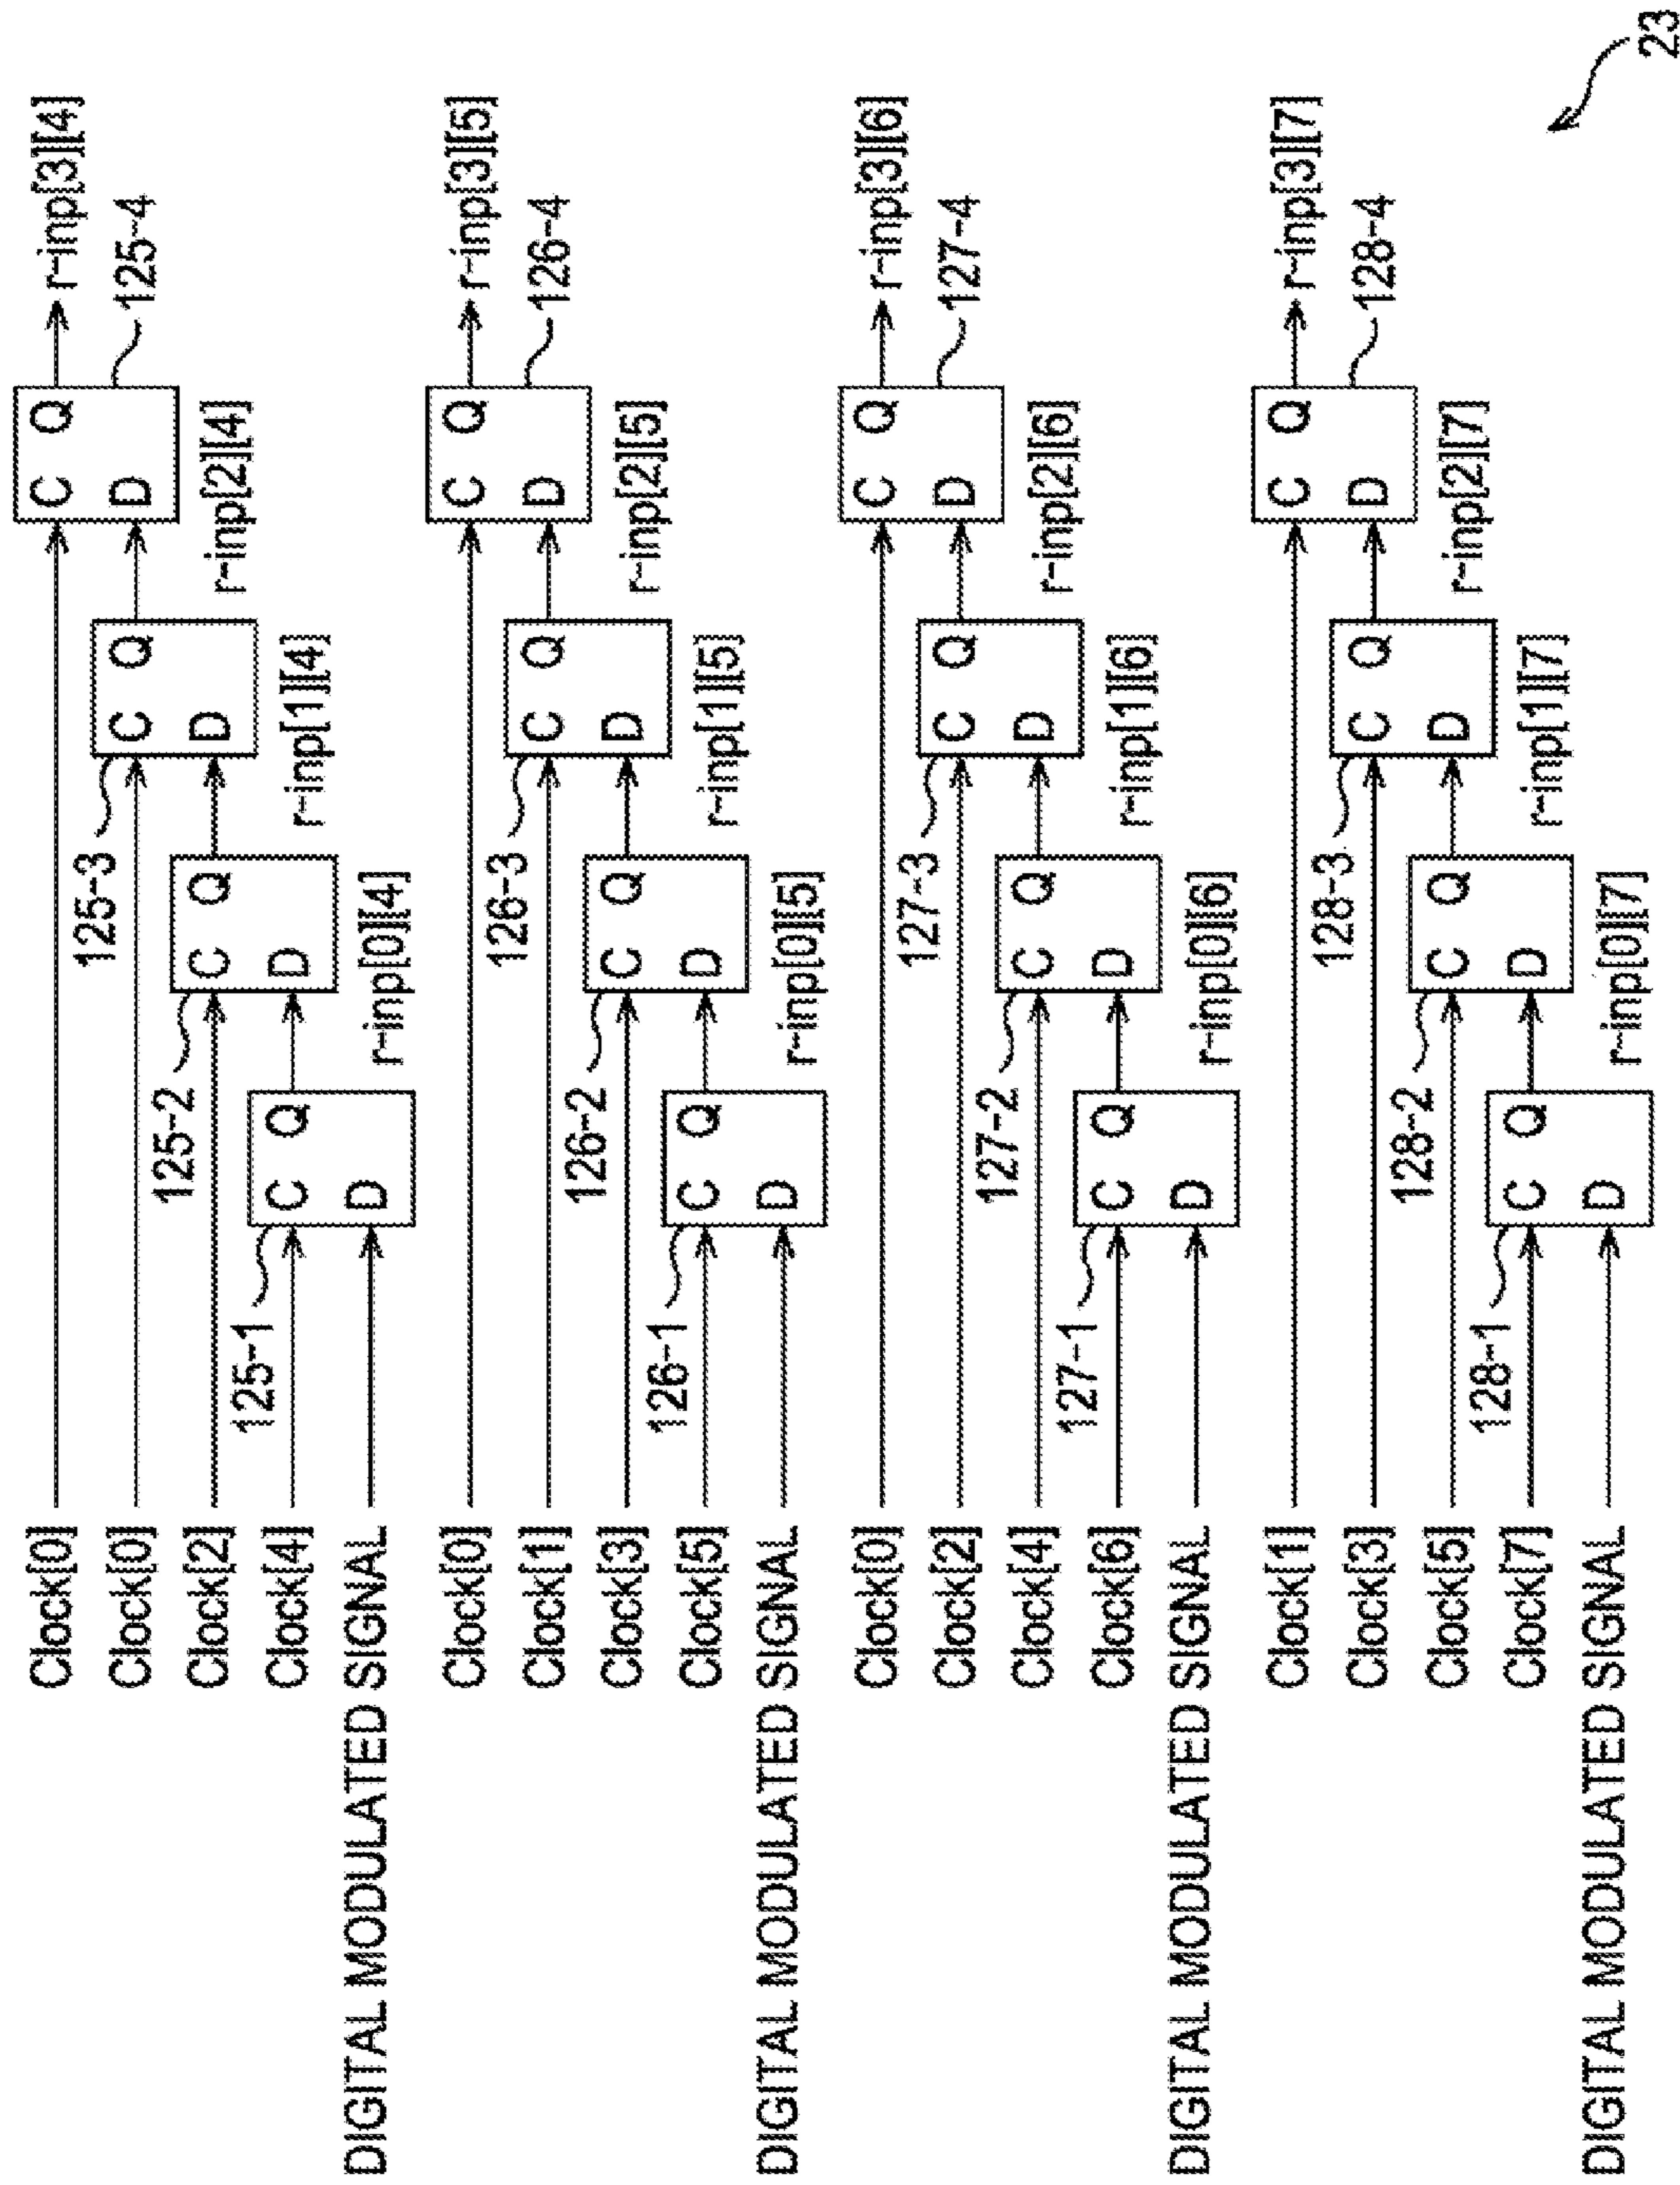 Clock[0]
C Q
r-inp[3][4]
125-4
Clock[0]
125-3
C Q
D
r-inp[2][4]
Clock[2]
125-2
C Q
D
r-inp[1][4]
Clock[4]
125-1
C Q
D
r-inp[0][4]
DIGITAL MODULATED SIGNAL
D
Clock[0]
C Q
r-inp[3][5]
126-4
Clock[1]
126-3
C Q
D
r-inp[2][5]
Clock[3]
126-2
C Q
D
r-inp[1][5]
Clock[5]
126-1
C Q
D
r-inp[0][5]
DIGITAL MODULATED SIGNAL
D
Clock[0]
C Q
r-inp[3][6]
127-4
Clock[2]
127-3
C Q
D
r-inp[2][6]
Clock[4]
127-2
C Q
D
r-inp[1][6]
Clock[6]
127-1
C Q
D
r-inp[0][6]
DIGITAL MODULATED SIGNAL
D
Clock[1]
C Q
r-inp[3][7]
128-4
Clock[3]
128-3
C Q
D
r-inp[2][7]
Clock[5]
128-2
C Q
D
r-inp[1][7]
Clock[7]
128-1
C Q
D
r-inp[0][7]
DIGITAL MODULATED SIGNAL
D
23